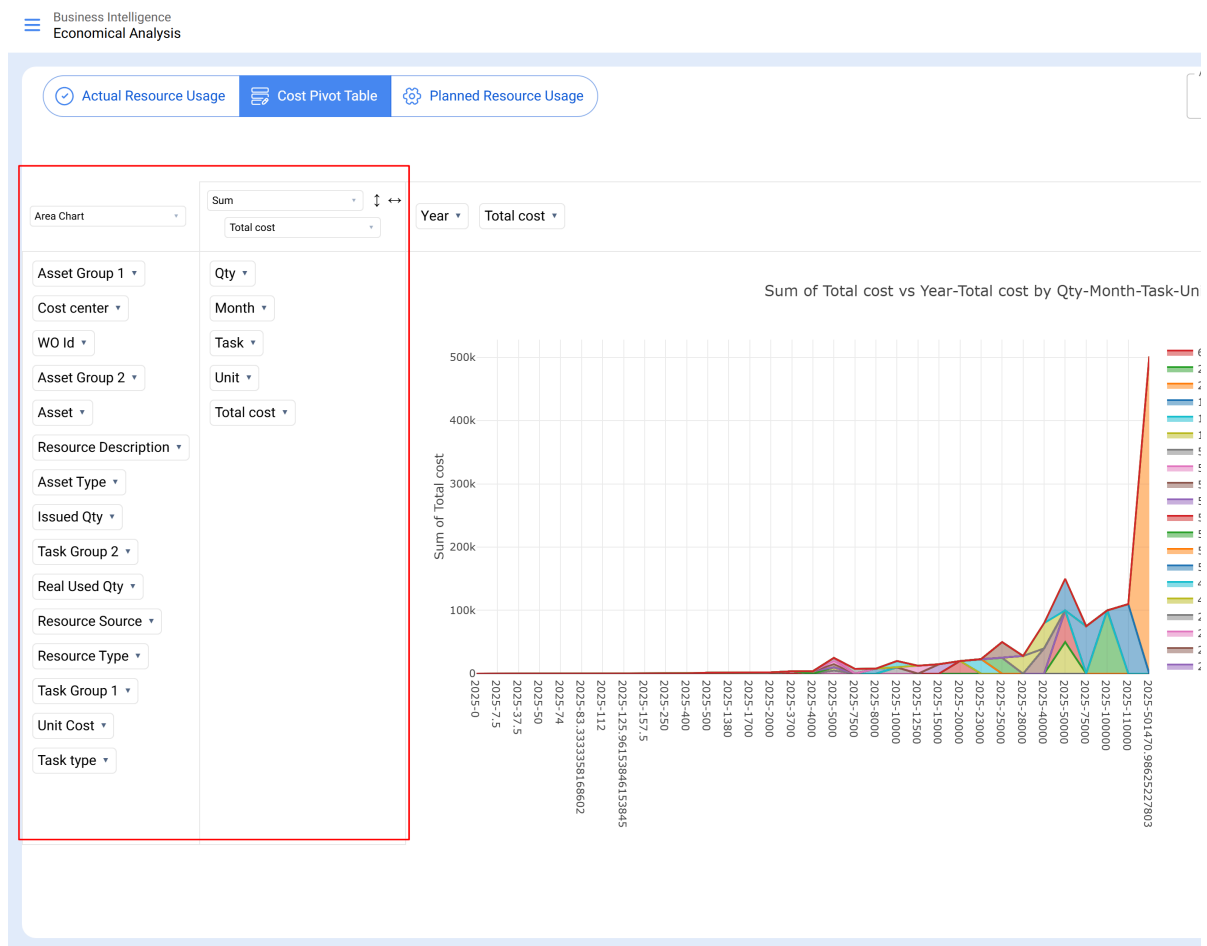 Business Intelligence
Economical Analysis
Actual Resource Usage
Cost Pivot Table
Planned Resource Usage
Area Chart
Sum
Total cost
Year
Total cost
Asset Group 1
Cost center
WO Id
Asset Group 2
Asset
Resource Description
Asset Type
Issued Qty
Task Group 2
Real Used Qty
Resource Source
Resource Type
Task Group 1
Unit Cost
Task type
Qty
Month
Task
Unit
Total cost
Sum of Total cost vs Year-Total cost by Qty-Month-Task-Un
Sum of Total cost
500k
400k
300k
200k
100k
0
2025-0
2025-7.5
2025-37.5
2025-50
2025-74
2025-83.3333358168602
2025-112
2025-125.96153846153845
2025-157.5
2025-250
2025-400
2025-500
2025-1380
2025-1700
2025-2000
2025-3700
2025-4000
2025-5000
2025-7500
2025-8000
2025-10000
2025-12500
2025-15000
2025-20000
2025-23000
2025-25000
2025-28000
2025-40000
2025-50000
2025-75000
2025-100000
2025-110000
2025-501470.98625227803